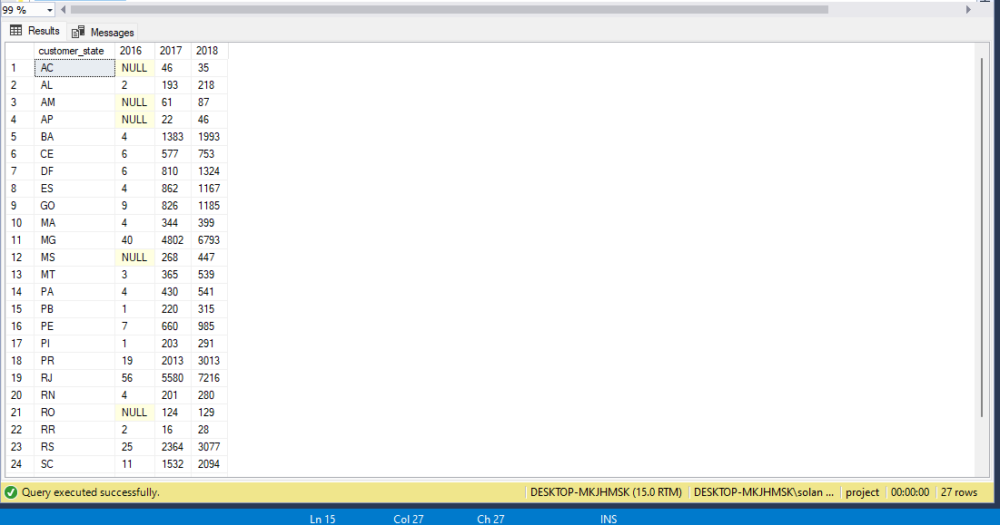 99 %
Results Messages
customer_state 2016 2017 2018
1 AC NULL 46 35
2 AL 2 193 218
3 AM NULL 61 87
4 AP NULL 22 46
5 BA 4 1383 1993
6 CE 6 577 753
7 DF 6 810 1324
8 ES 4 862 1167
9 GO 9 826 1185
10 MA 4 344 399
11 MG 40 4802 6793
12 MS NULL 268 447
13 MT 3 365 539
14 PA 4 430 541
15 PB 1 220 315
16 PE 7 660 985
17 PI 1 203 291
18 PR 19 2013 3013
19 RJ 56 5580 7216
20 RN 4 201 280
21 RO NULL 124 129
22 RR 2 16 28
23 RS 25 2364 3077
24 SC 11 1532 2094
Query executed successfully. DESKTOP-MKJHMSK (15.0 RTM) DESKTOP-MKJHMSK\solan ... project 00:00:00 27 rows
Ln 15 Col 27 Ch 27 INS